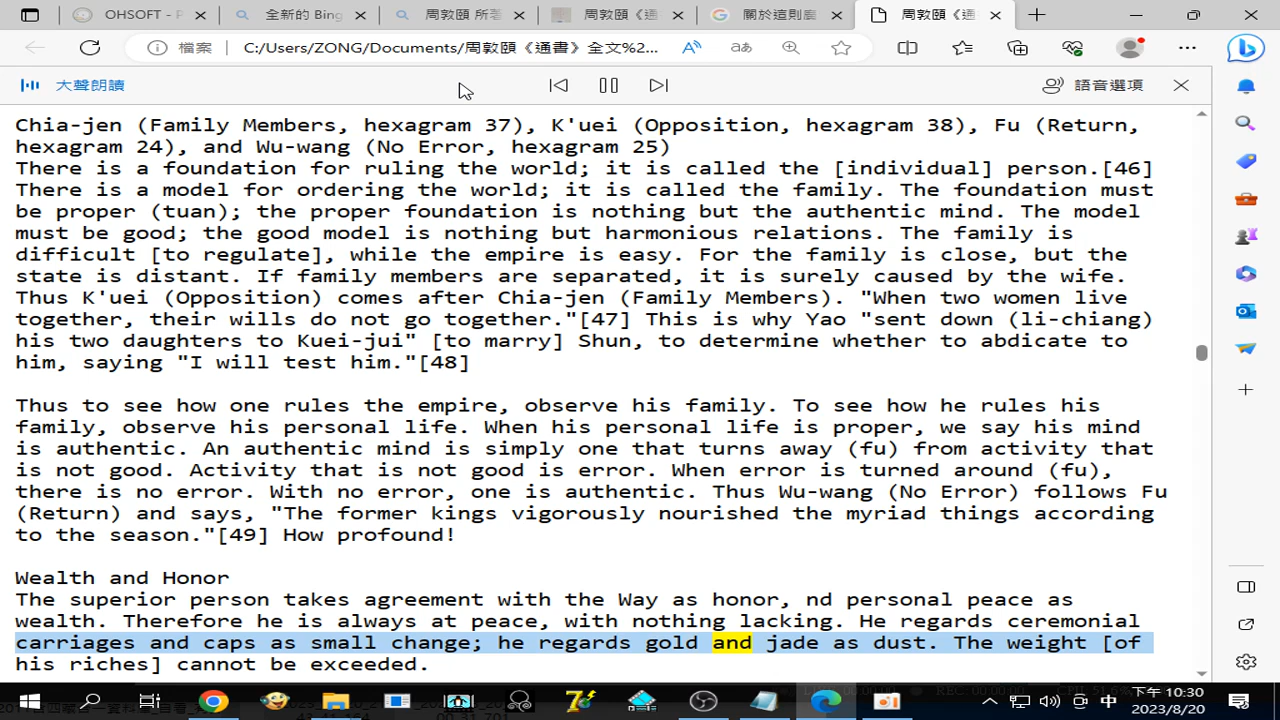 OHSOFT - F
全新的 Bing
周敦頤 所著
周敦頤《通
關於這則廟
周敦頤《通
檔案
C:/Users/ZONG/Documents/周敦頤《通書》全文%2...
大聲朗讀
語音選項
Chia-jen (Family Members, hexagram 37), K'uei (Opposition, hexagram 38), Fu (Return,
hexagram 24), and Wu-wang (No Error, hexagram 25)
There is a foundation for ruling the world; it is called the [individual] person.[46]
There is a model for ordering the world; it is called the family. The foundation must
be proper (tuan); the proper foundation is nothing but the authentic mind. The model
must be good; the good model is nothing but harmonious relations. The family is
difficult [to regulate], while the empire is easy. For the family is close, but the
state is distant. If family members are separated, it is surely caused by the wife.
Thus K'uei (Opposition) comes after Chia-jen (Family Members). "When two women live
together, their wills do not go together."[47] This is why Yao "sent down (li-chiang)
his two daughters to Kuei-jui" [to marry] Shun, to determine whether to abdicate to
him, saying "I will test him."[48]
Thus to see how one rules the empire, observe his family. To see how he rules his
family, observe his personal life. When his personal life is proper, we say his mind
is authentic. An authentic mind is simply one that turns away (fu) from activity that
is not good. Activity that is not good is error. When error is turned around (fu),
there is no error. With no error, one is authentic. Thus Wu-wang (No Error) follows Fu
(Return) and says, "The former kings vigorously nourished the myriad things according
to the season."[49] How profound!
Wealth and Honor
The superior person takes agreement with the Way as honor, nd personal peace as
wealth. Therefore he is always at peace, with nothing lacking. He regards ceremonial
carriages and caps as small change; he regards gold and jade as dust. The weight [of
his riches] cannot be exceeded.
中
下午 10:30
2023/8/20